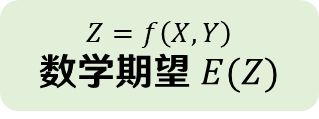 Z = f(X,Y)
数学期望 E(Z)